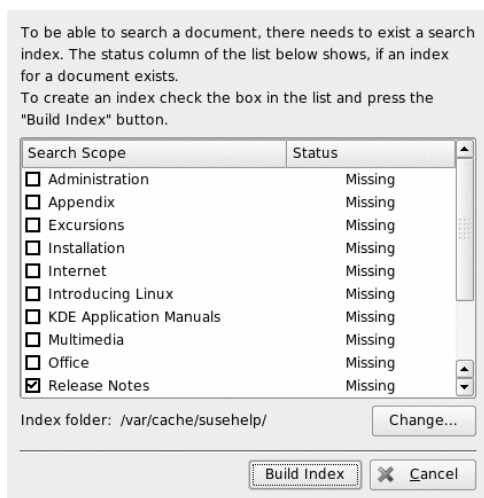 To be able to search a document, there needs to exist a search
index. The status column of the list below shows, if an index
for a document exists.
To create an index check the box in the list and press the
"Build Index" button.
Search Scope Status
Administration Missing
Appendix Missing
Excursions Missing
Installation Missing
Internet Missing
Introducing Linux Missing
KDE Application Manuals Missing
Multimedia Missing
Office Missing
Release Notes Missing
Index folder: /var/cache/susehelp/ Change...
Build Index Cancel